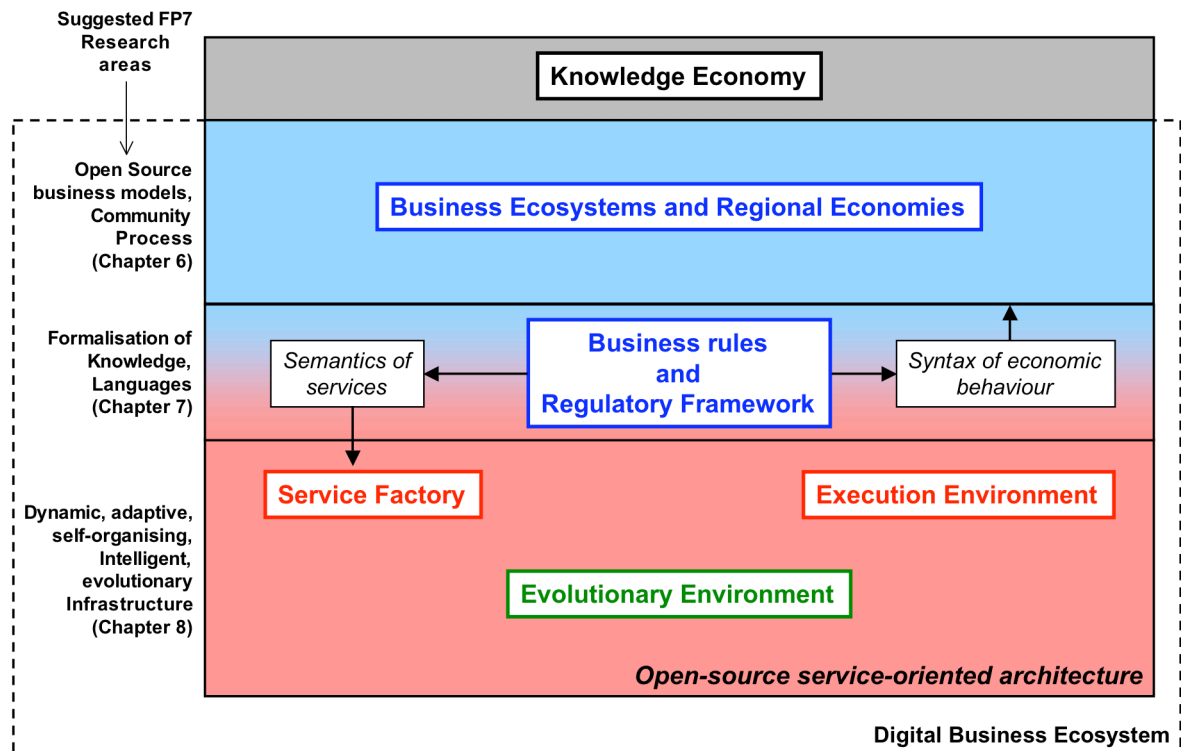 Suggested FP7
Research
areas
Knowledge Economy
Open Source
business models,
Community
Process
(Chapter 6)
Business Ecosystems and Regional Economies
Formalisation of
Knowledge,
Languages
(Chapter 7)
Semantics of
services
Business rules
and
Regulatory Framework
Syntax of economic
behaviour
Service Factory
Execution Environment
Dynamic, adaptive,
self-organising,
Intelligent,
evolutionary
Infrastructure
(Chapter 8)
Evolutionary Environment
Open-source service-oriented architecture
Digital Business Ecosystem